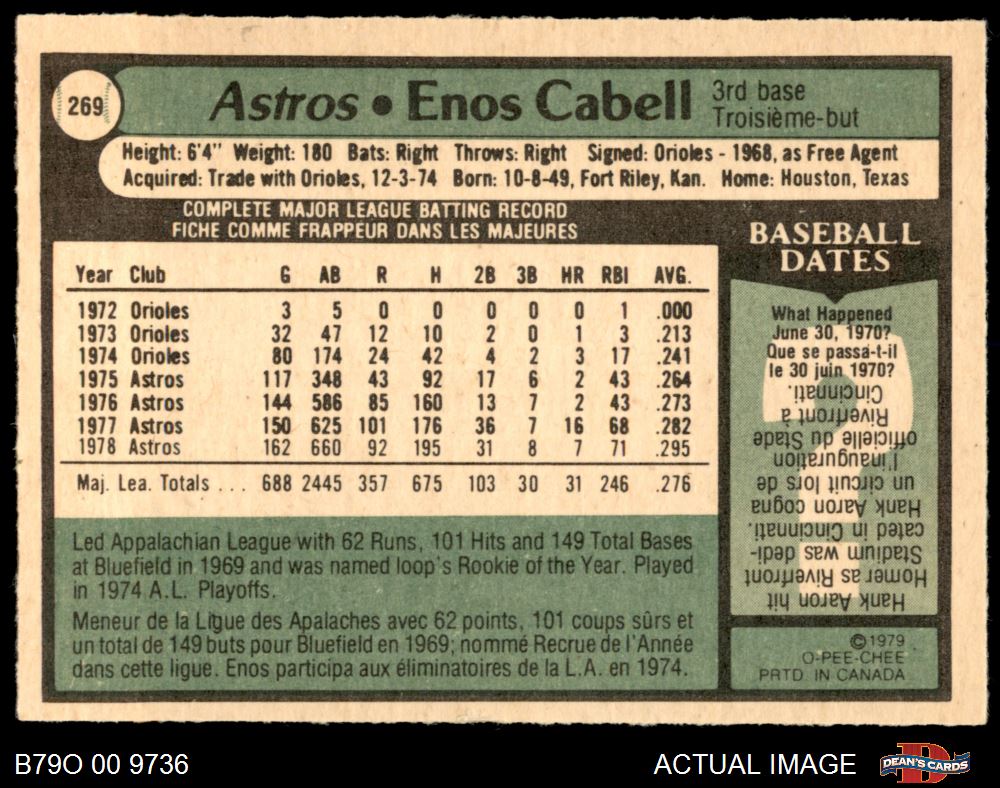 269
Astros • Enos Cabell
3rd base
Troisième-but
Height: 6'4" Weight: 180 Bats: Right Throws: Right Signed: Orioles - 1968, as Free Agent
Acquired: Trade with Orioles, 12-3-74 Born: 10-8-49, Fort Riley, Kan. Home: Houston, Texas
COMPLETE MAJOR LEAGUE BATTING RECORD
FICHE COMME FRAPPEUR DANS LES MAJEURES
Year Club G AB R H 2B 3B HR RBI AVG.
1972 Orioles 3 5 0 0 0 0 0 1 .000
1973 Orioles 32 47 12 10 2 0 1 3 .213
1974 Orioles 80 174 24 42 4 2 3 17 .241
1975 Astros 117 348 43 92 17 6 2 43 .264
1976 Astros 144 586 85 160 13 7 2 43 .273
1977 Astros 150 625 101 176 36 7 16 68 .282
1978 Astros 162 660 92 195 31 8 7 71 .295
Maj. Lea. Totals ... 688 2445 357 675 103 30 31 246 .276
Led Appalachian League with 62 Runs, 101 Hits and 149 Total Bases
at Bluefield in 1969 and was named loop's Rookie of the Year. Played
in 1974 A.L. Playoffs.
Meneur de la Ligue des Apalaches avec 62 points, 101 coups sûrs et
un total de 149 buts pour Bluefield en 1969; nommé Recrue de l'Année
dans cette ligue. Enos participa aux éliminatoires de la L.A. en 1974.
BASEBALL
DATES
What Happened
June 30, 1970?
Que se passa-t-il
le 30 juin 1970?
Hank Aaron hit
Homer as Riverfront
Stadium was dedi-
cated in Cincinnati.
Hank Aaron cogna
un circuit lors de
l'inauguration
officielle du Stade
Riverfront à
Cincinnati.
©1979
O-PEE-CHEE
PRTD. IN CANADA
B79O 00 9736
ACTUAL IMAGE
D
DEAN'S CARDS